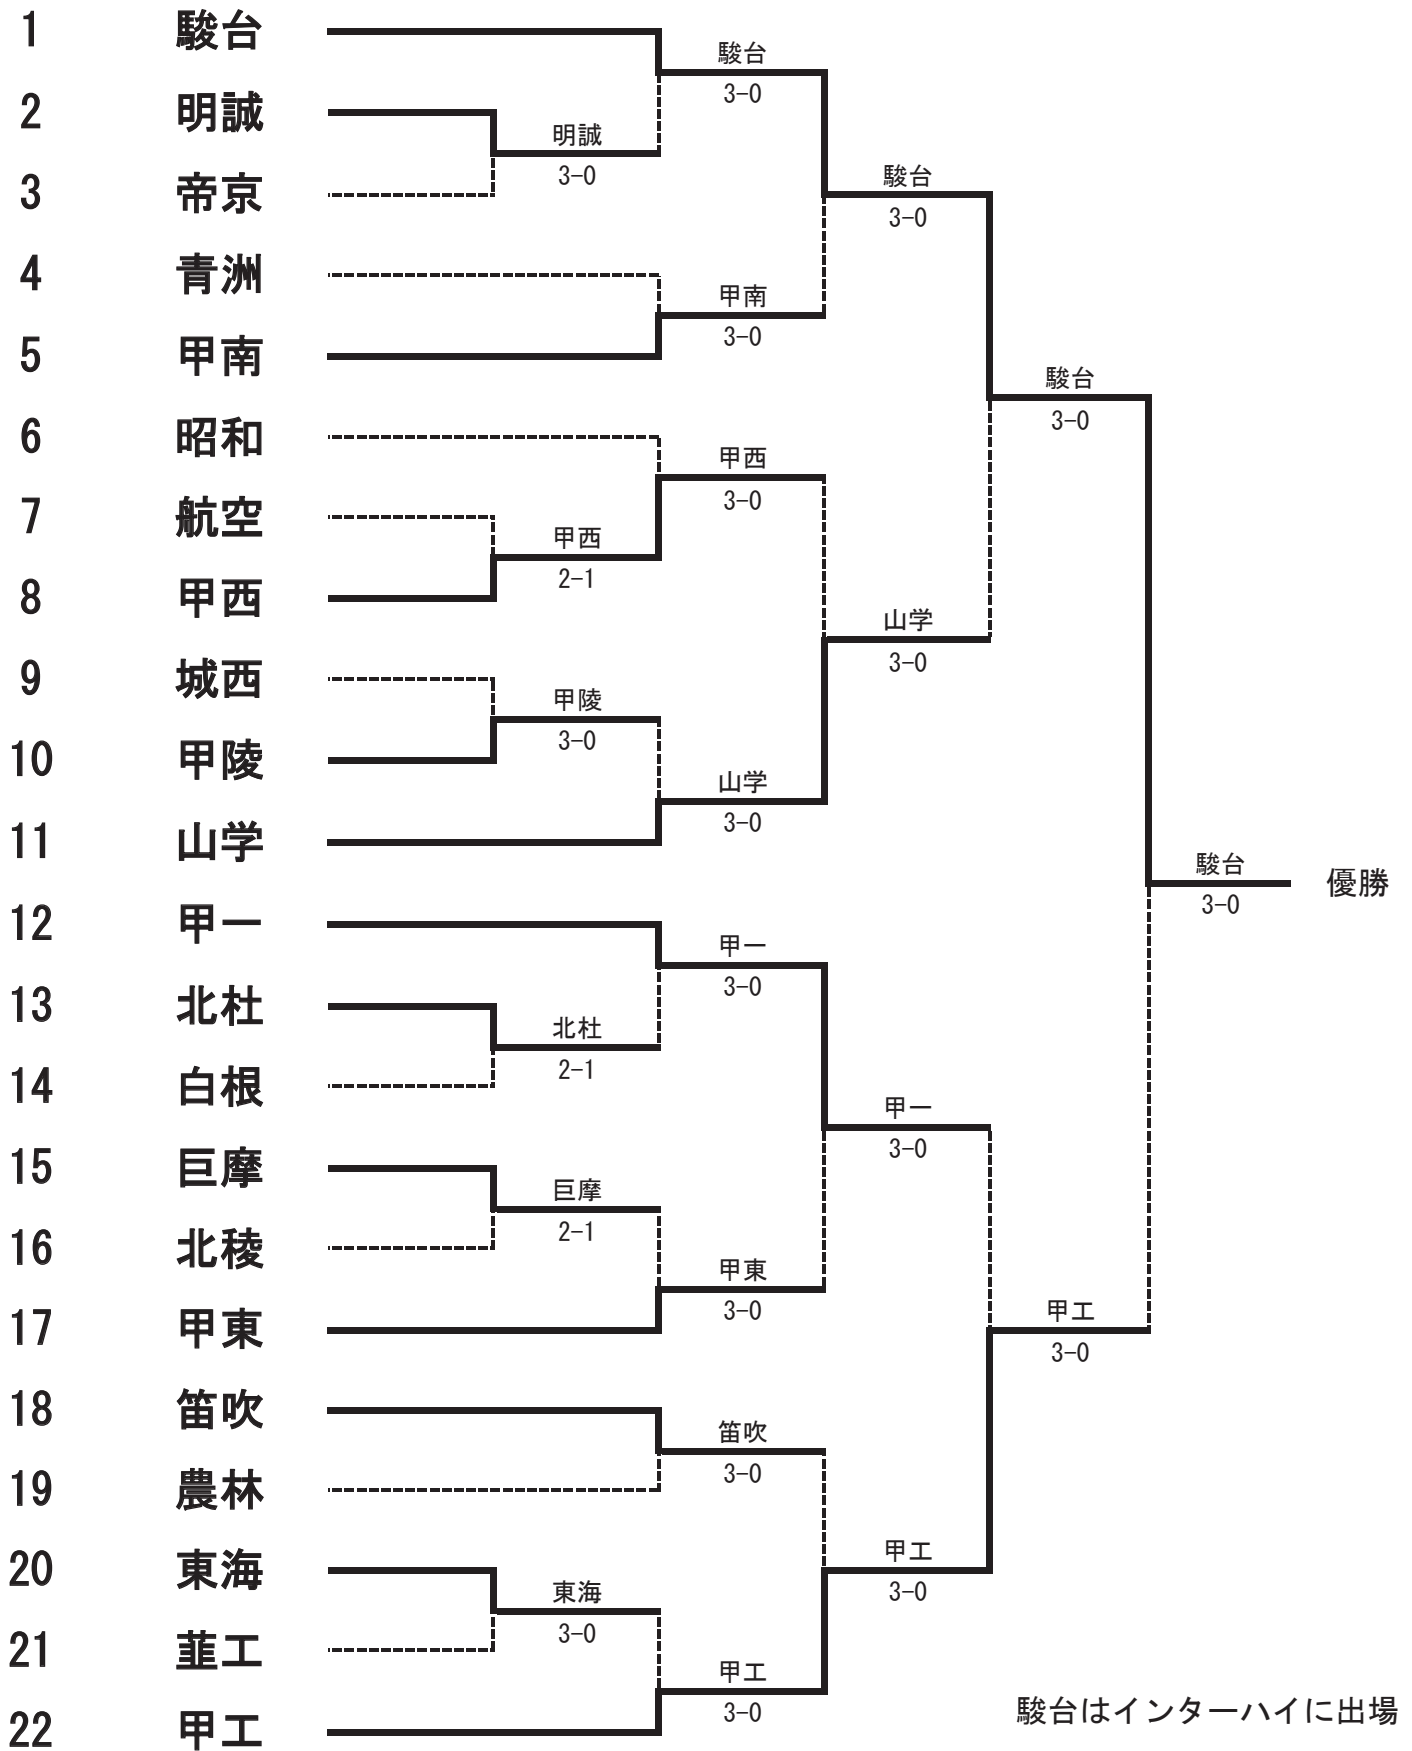 1 駿台
駿台
3-0
2 明誠
明誠
3-0
3 帝京
駿台
3-0
4 青洲
甲南
3-0
5 甲南
駿台
3-0
6 昭和
甲西
3-0
7 航空
甲西
2-1
8 甲西
山学
3-0
9 城西
甲陵
3-0
10 甲陵
山学
3-0
11 山学
駿台
3-0
優勝
12 甲一
甲一
3-0
13 北杜
北杜
2-1
14 白根
甲一
3-0
15 巨摩
巨摩
2-1
16 北稜
甲東
3-0
17 甲東
甲工
3-0
18 笛吹
笛吹
3-0
19 農林
甲工
3-0
20 東海
東海
3-0
21 韮工
甲工
3-0
22 甲工
駿台はインターハイに出場